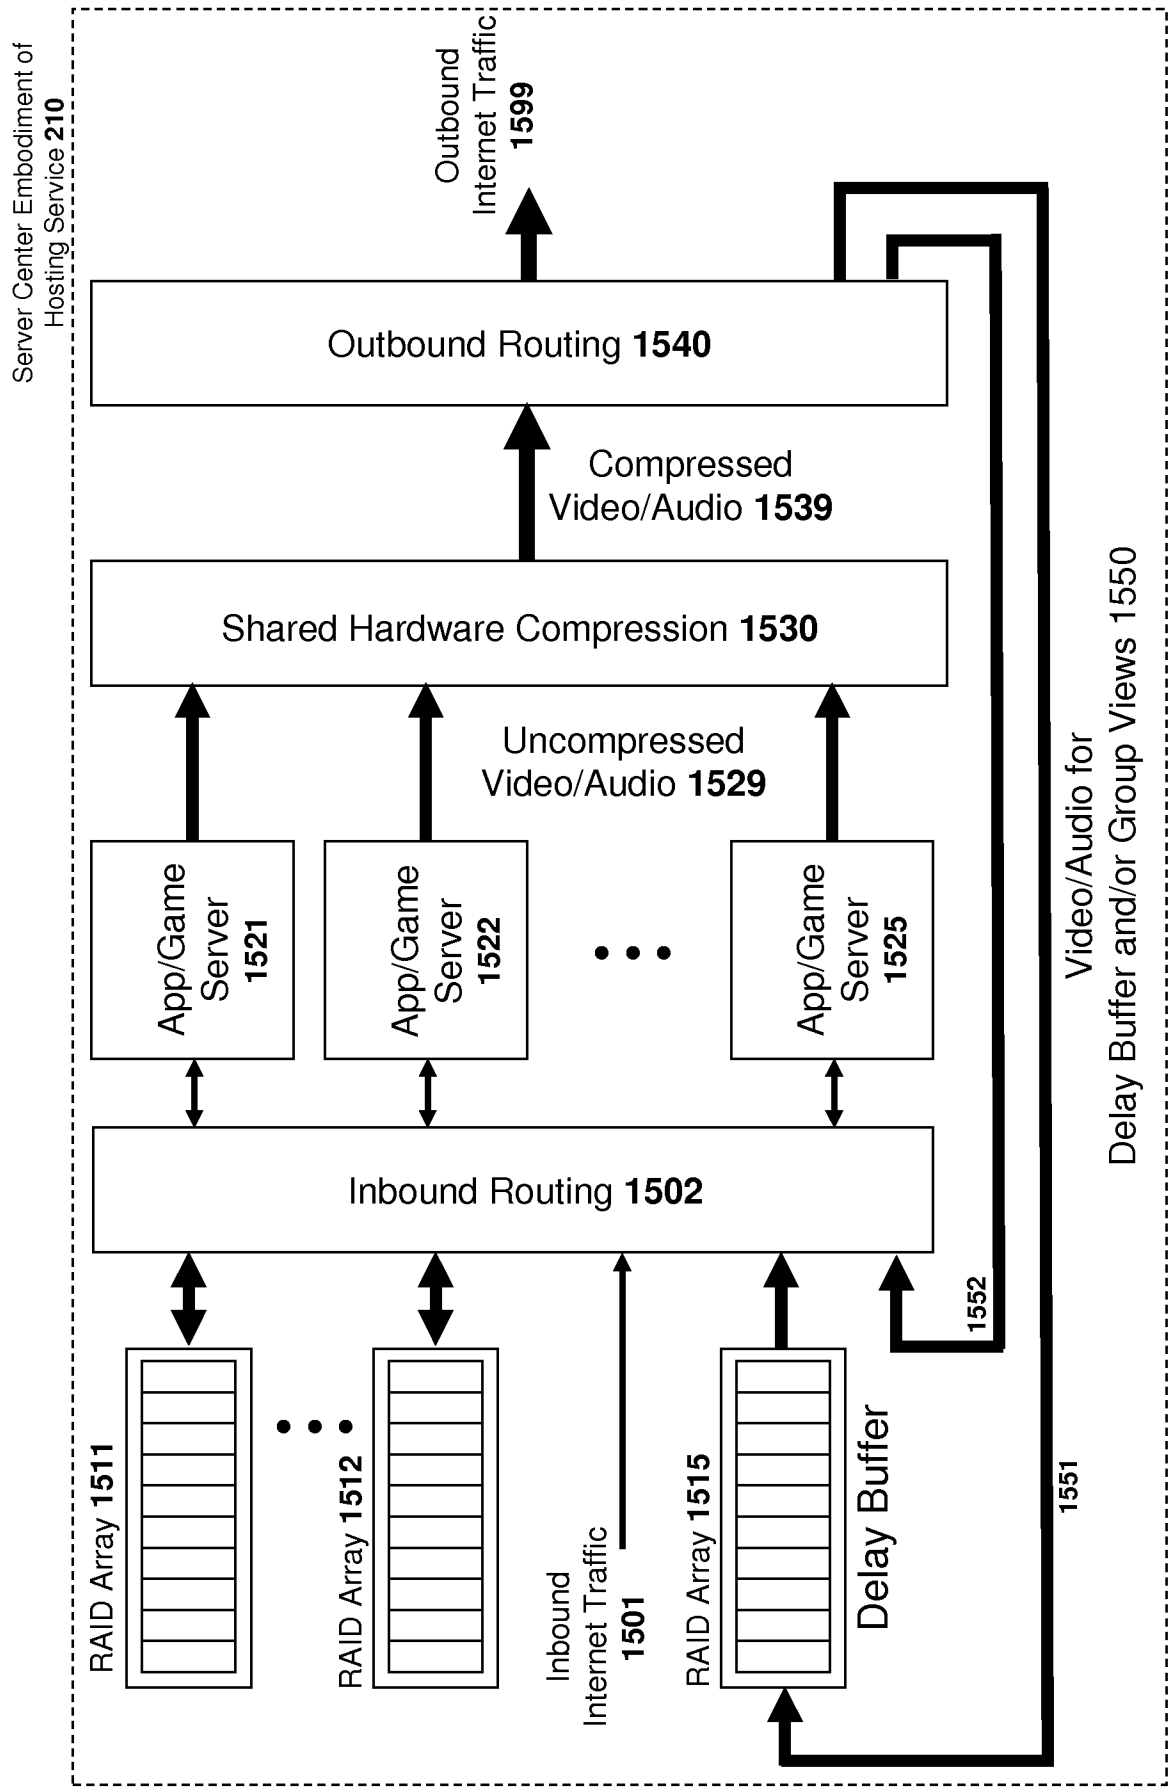 Server Center Embodiment of
Hosting Service 210
Outbound
Internet Traffic
1599
Outbound Routing 1540
Compressed
Video/Audio 1539
Shared Hardware Compression 1530
Uncompressed
Video/Audio 1529
App/Game
Server
1521
App/Game
Server
1522
App/Game
Server
1525
Inbound Routing 1502
RAID Array 1511
RAID Array 1512
Inbound
Internet Traffic
1501
RAID Array 1515
Delay Buffer
1552
1551
Video/Audio for
Delay Buffer and/or Group Views 1550